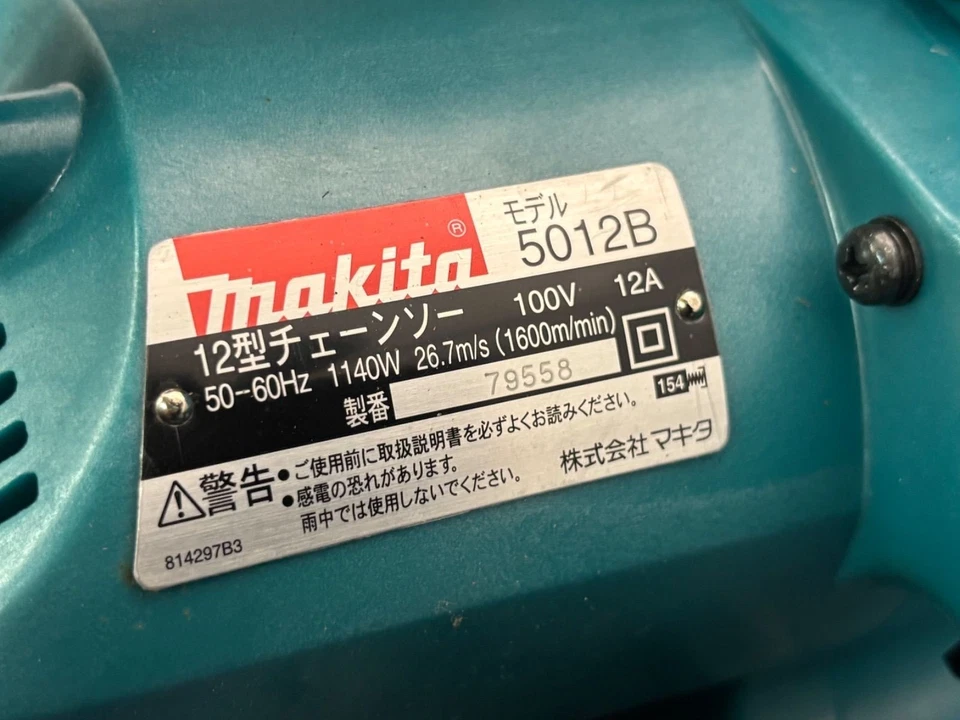 makita®
モデル
5012B
12型チェーンソー 100V 12A
50-60Hz 1140W 26.7m/s (1600m/min)
製番 79558
154
警告 ●ご使用前に取扱説明書を必ずよくお読みください。
●感電の恐れがあります。
雨中では使用しないでください。
株式会社マキタ
814297B3